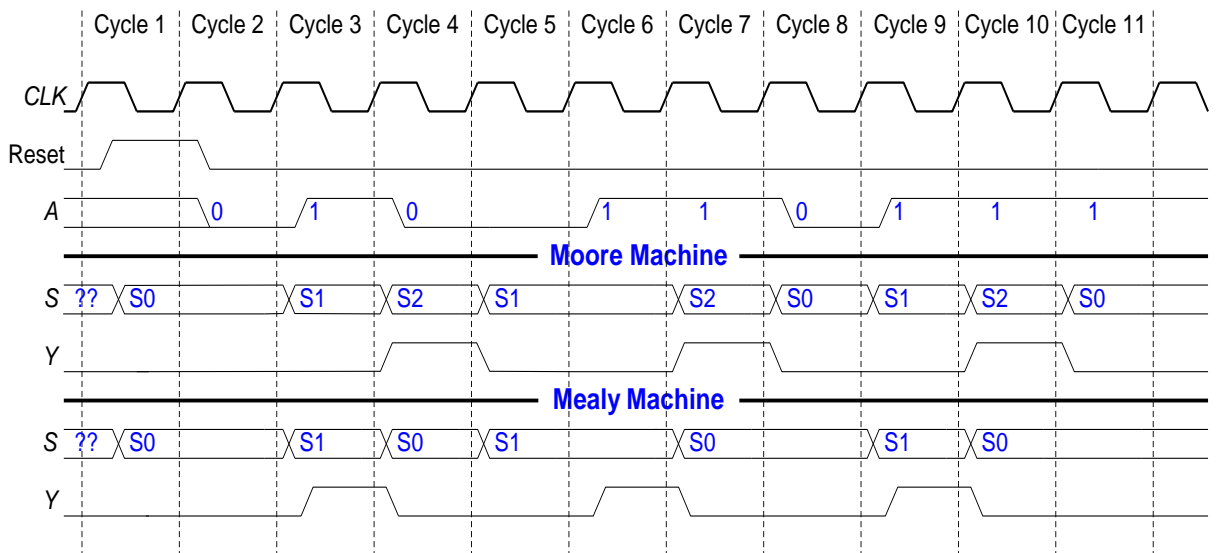 Cycle 1 Cycle 2 Cycle 3 Cycle 4 Cycle 5 Cycle 6 Cycle 7 Cycle 8 Cycle 9 Cycle 10 Cycle 11
CLK
Reset
A 0 1 0 1 1 0 1 1 1
Moore Machine
S ?? S0 S1 S2 S1 S2 S0 S1 S2 S0
Y
Mealy Machine
S ?? S0 S1 S0 S1 S0 S1 S0
Y